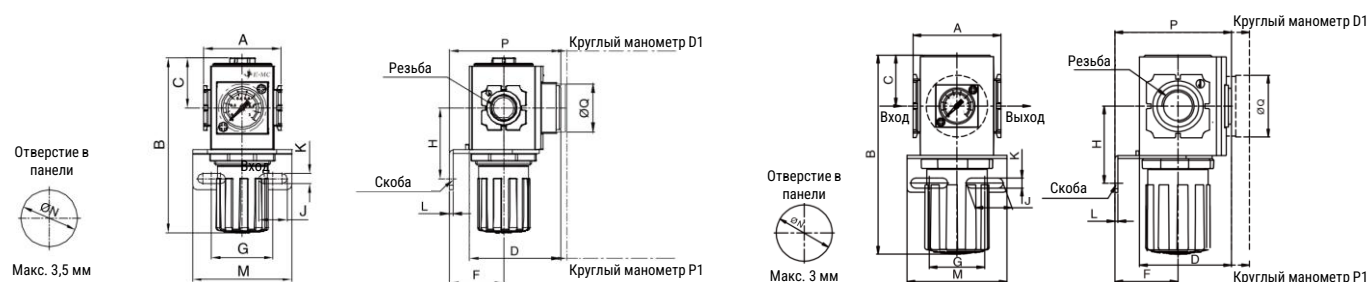 A
P
Круглый манометр D1
Резьба
C
E·MC
ØQ
B
H
Отверстие в
панели
ØN
Макс. 3,5 мм
Вход
K
J
Скоба
L
G
M
D
F
Круглый манометр P1
A
P
Круглый манометр D1
Резьба
C
Вход
Выход
ØQ
B
H
Отверстие в
панели
ØN
Макс. 3 мм
K
J
Скоба
L
G
M
D
F
Круглый манометр P1